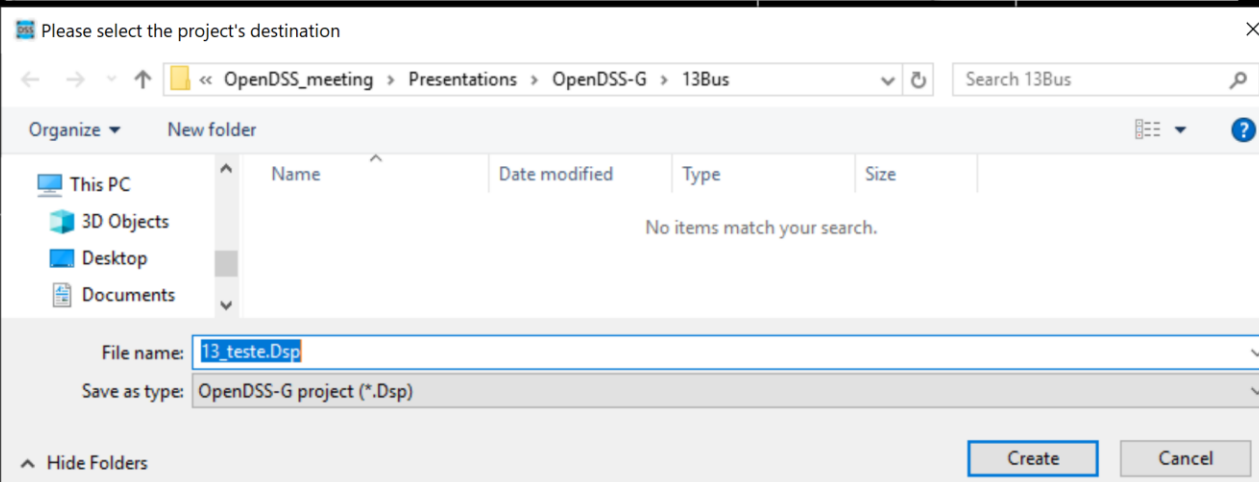 DSS Please select the project's destination
« OpenDSS_meeting › Presentations › OpenDSS-G › 13Bus Search 13Bus
Organize New folder ?
Name Date modified Type Size
This PC
3D Objects
Desktop
Documents
No items match your search.
File name: 13_teste.Dsp
Save as type: OpenDSS-G project (*.Dsp)
Hide Folders Create Cancel